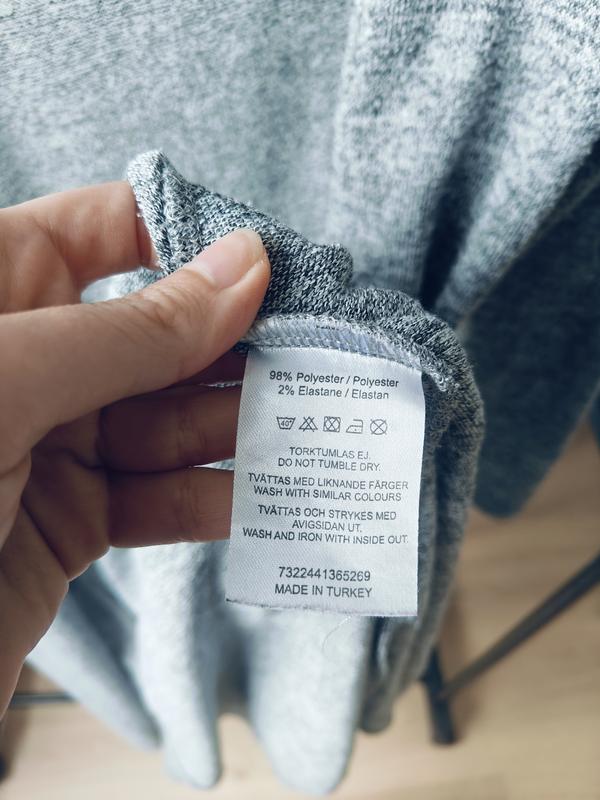 98% Polyester / Polyester
2% Elastane / Elastan
40°
TORKTUMLAS EJ.
DO NOT TUMBLE DRY.
TVÄTTAS MED LIKNANDE FÄRGER
WASH WITH SIMILAR COLOURS
TVÄTTAS OCH STRYKES MED
AVIGSIDAN UT.
WASH AND IRON WITH INSIDE OUT.
7322441365269
MADE IN TURKEY